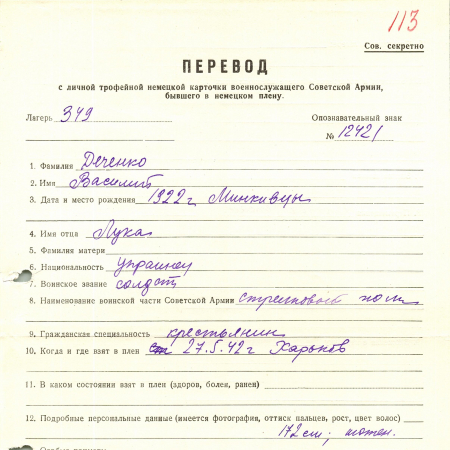 113
Сов. секретно
ПЕРЕВОД
с личной трофейной немецкой карточки военнослужащего Советской Армии,
бывшего в немецком плену.
Лагерь 349 Опознавательный знак
№ 12421
1. Фамилия Деченко
2. Имя Василий
3. Дата и место рождения 1922 г Минкивцы
4. Имя отца Лука
5. Фамилия матери
6. Национальность украинец
7. Воинское звание солдат
8. Наименование воинской части Советской Армии стрелковый полк
9. Гражданская специальность крестьянин
10. Когда и где взят в плен 27.5.42 г Харьков
11. В каком состоянии взят в плен (здоров, болен, ранен)
12. Подробные персональные данные (имеется фотография, оттиск пальцев, рост, цвет волос)
172 см;